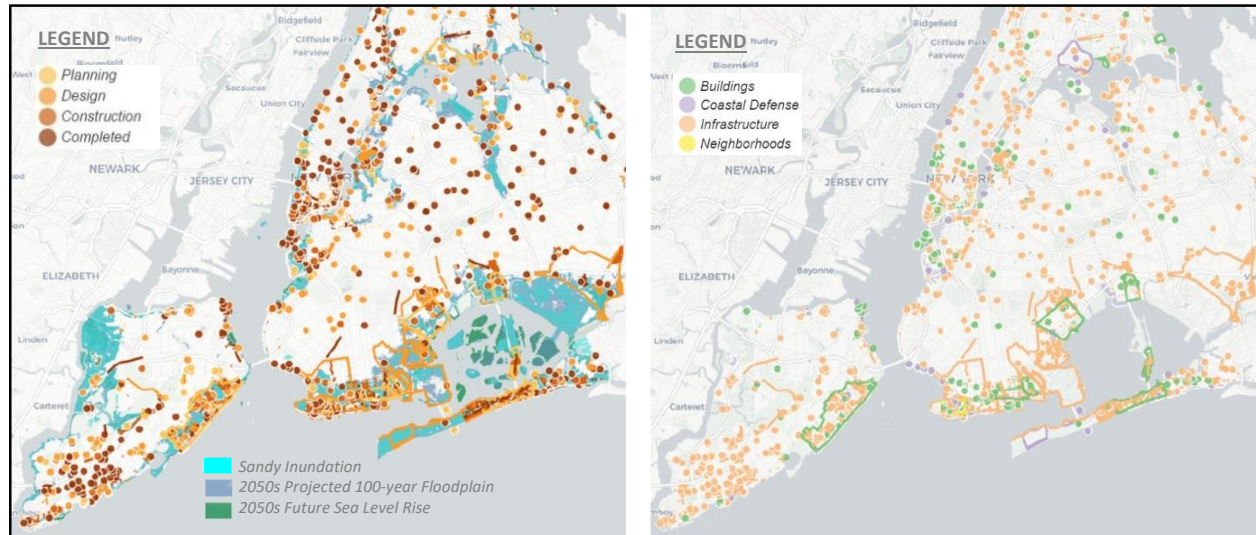 LEGEND
Planning
Design
Construction
Completed
Ridgefield
Nutley
Cliffside Park
Fairview
Secaucus
Union City
NEWARK
JERSEY CITY
ELIZABETH
Bayonne
Linden
Carteret
Sandy Inundation
2050s Projected 100-year Floodplain
2050s Future Sea Level Rise
LEGEND
Buildings
Coastal Defense
Infrastructure
Neighborhoods
Ridgefield
Nutley
Cliffside Park
Fairview
Secaucus
Union City
NEWARK
JERSEY CITY
NEW YORK
ELIZABETH
Bayonne
Linden
Carteret